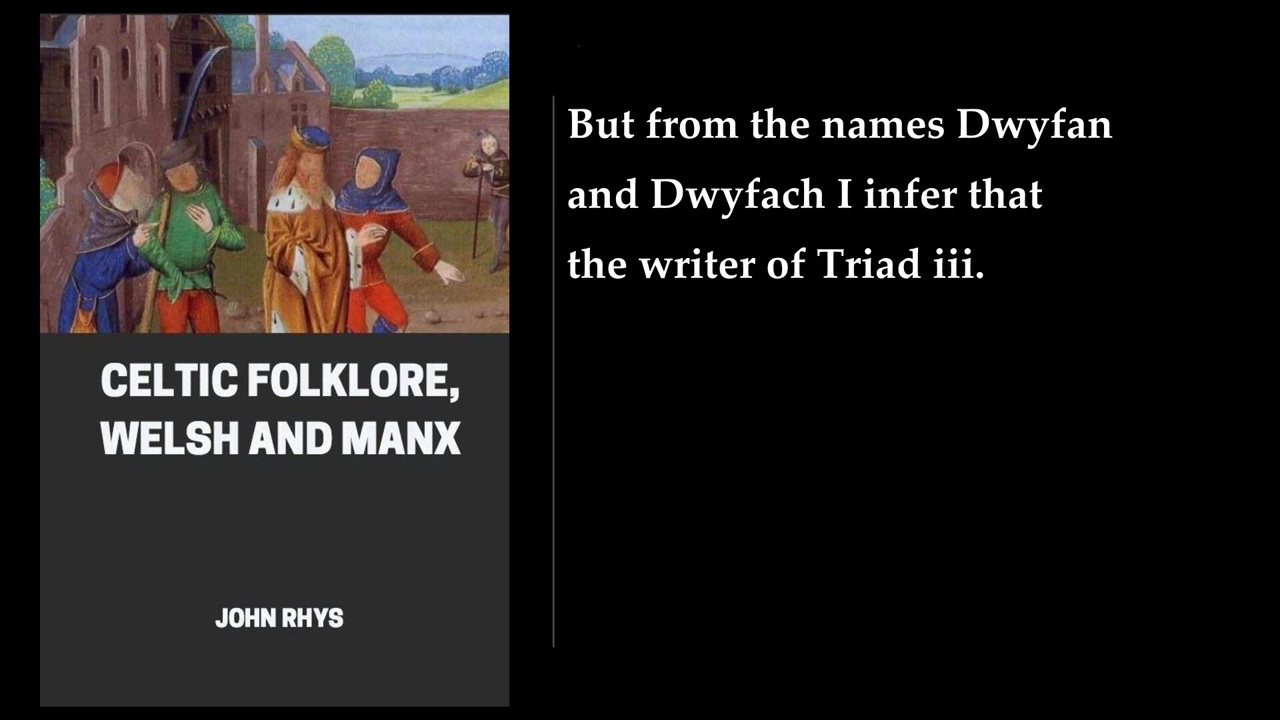 CELTIC FOLKLORE,
WELSH AND MANX
JOHN RHYS
But from the names Dwyfan
and Dwyfach I infer that
the writer of Triad iii.